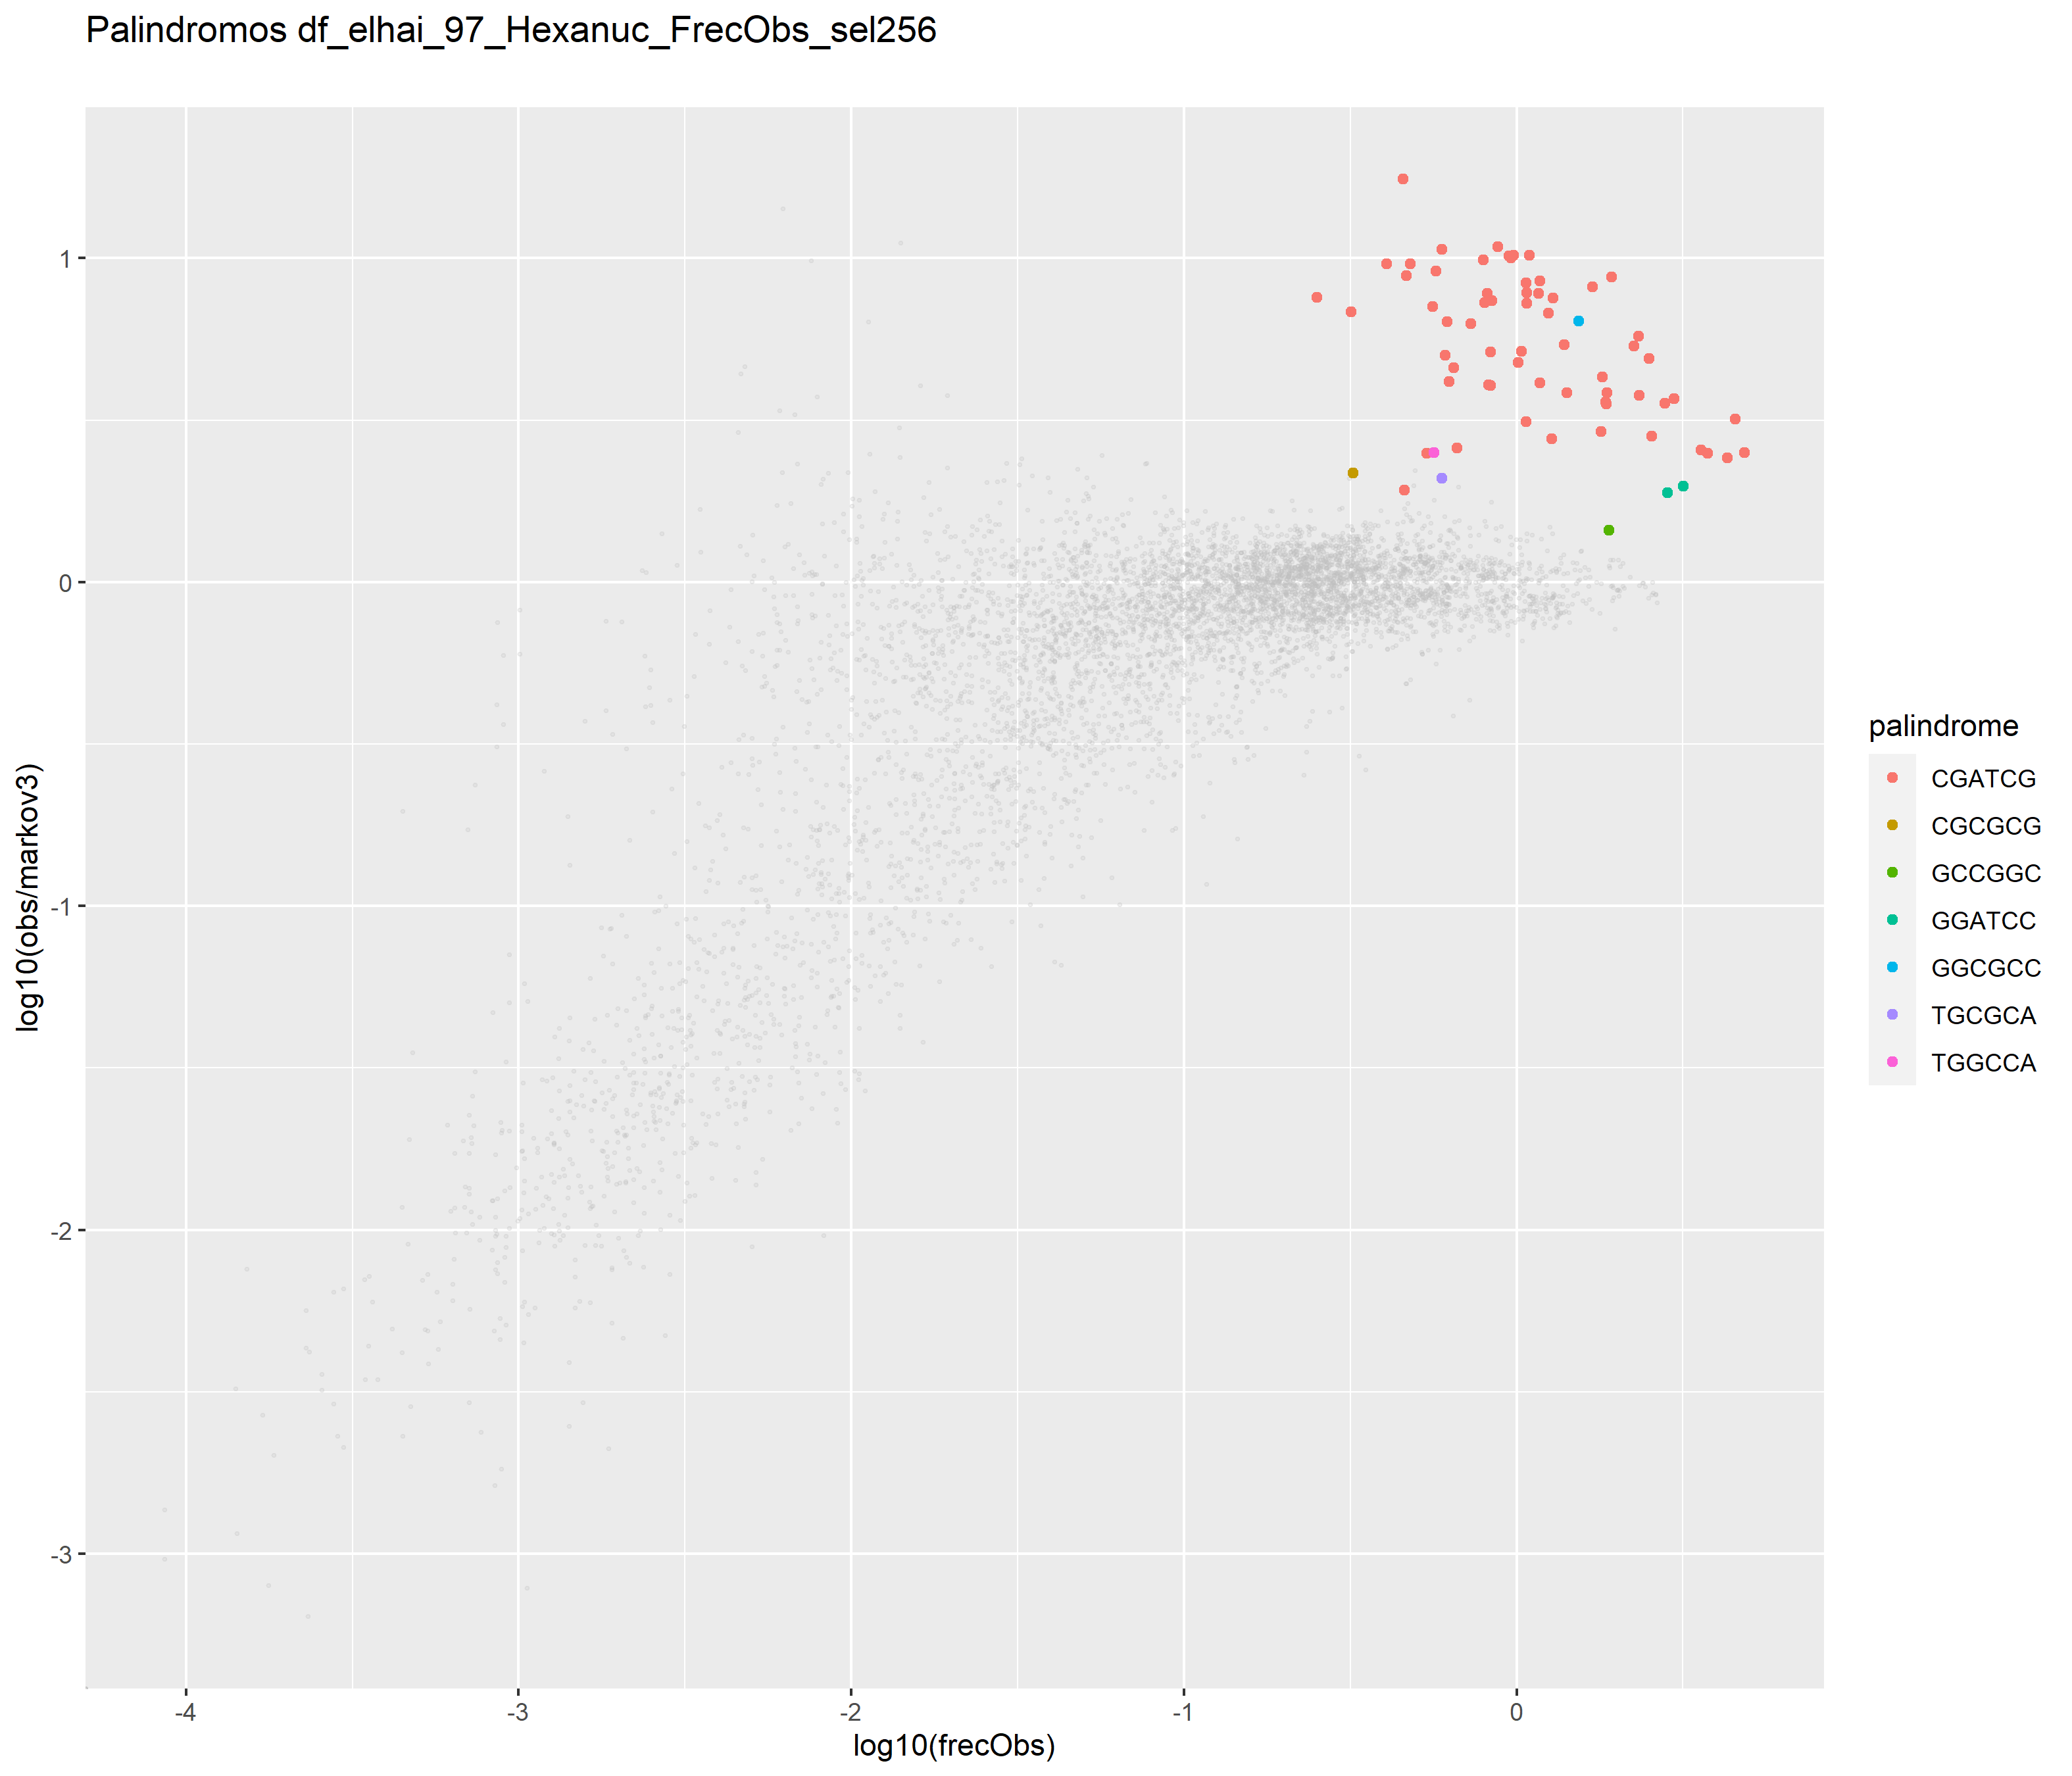 Palindromos df_elhai_97_Hexanuc_FrecObs_sel256
log10(obs/markov3)
1
0
-1
-2
-3
-4
-3
-2
-1
0
log10(frecObs)
palindrome
CGATCG
CGCGCG
GCCGGC
GGATCC
GGCGCC
TGCGCA
TGGCCA